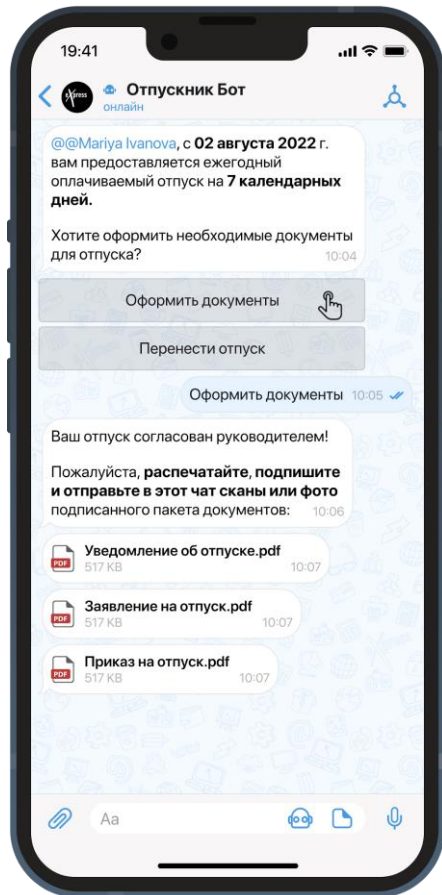 19:41
eXpress
Отпускник Бот
онлайн
@@Mariya Ivanova, с 02 августа 2022 г.
вам предоставляется ежегодный
оплачиваемый отпуск на 7 календарных
дней.
Хотите оформить необходимые документы
для отпуска? 10:04
Оформить документы
Перенести отпуск
Оформить документы 10:05
Ваш отпуск согласован руководителем!
Пожалуйста, распечатайте, подпишите
и отправьте в этот чат сканы или фото
подписанного пакета документов: 10:06
PDF
Уведомление об отпуске.pdf
517 KB 10:07
PDF
Заявление на отпуск.pdf
517 KB 10:07
PDF
Приказ на отпуск.pdf
517 KB 10:07
Aa